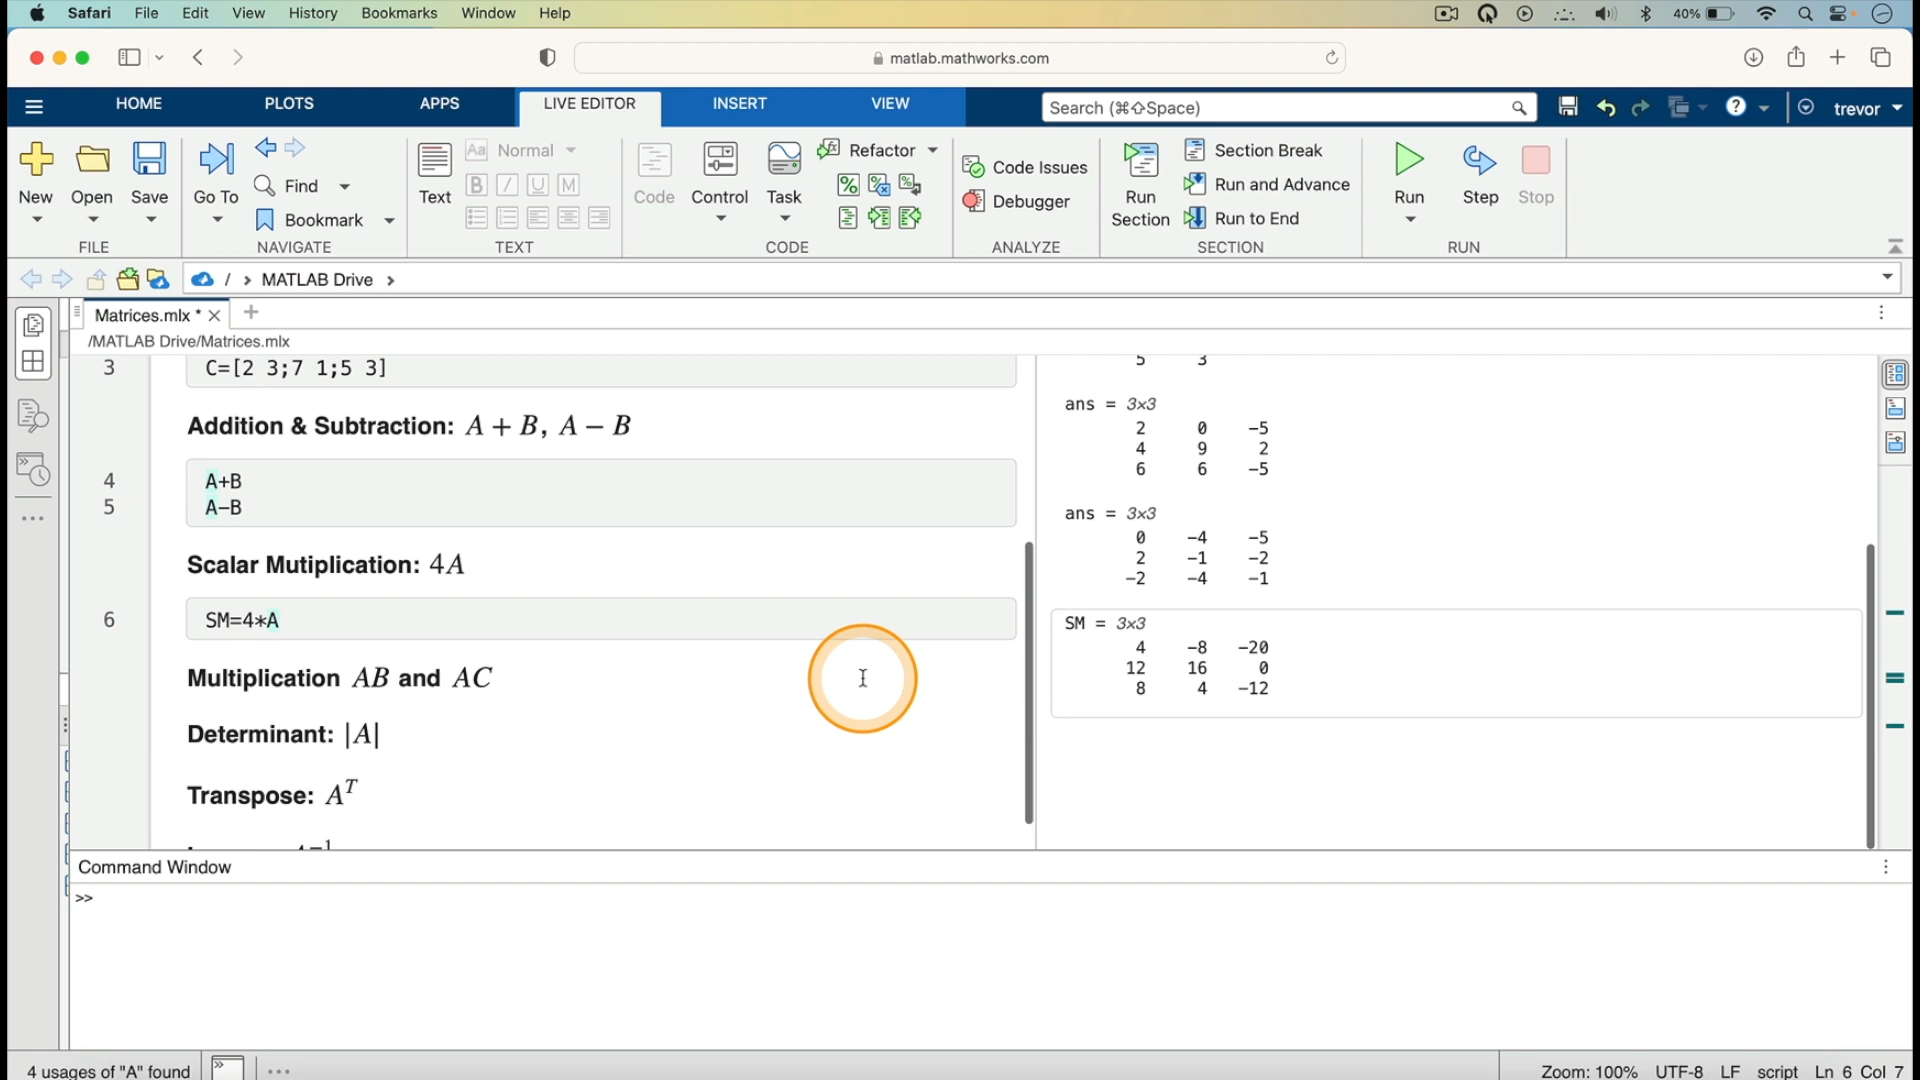 Safari File Edit View History Bookmarks Window Help 40%
matlab.mathworks.com
HOME PLOTS APPS LIVE EDITOR INSERT VIEW Search (⌘⇧Space) ? trevor
New Open Save Go To Find Bookmark Text Aa Normal B I U M Code Control Task Refactor Code Issues Debugger Run Section Section Break Run and Advance Run to End Run Step Stop
FILE NAVIGATE TEXT CODE ANALYZE SECTION RUN
/ › MATLAB Drive ›
Matrices.mlx * × +
/MATLAB Drive/Matrices.mlx
3 C=[2 3;7 1;5 3]
Addition & Subtraction: A + B, A − B
4 A+B
5 A−B
Scalar Mutiplication: 4A
6 SM=4*A
Multiplication AB and AC
Determinant: |A|
Transpose: A^T
5 3
ans = 3×3
2 0 −5
4 9 2
6 6 −5
ans = 3×3
0 −4 −5
2 −1 −2
−2 −4 −1
SM = 3×3
4 −8 −20
12 16 0
8 4 −12
Command Window
>>
4 usages of "A" found Zoom: 100% UTF-8 LF script Ln 6 Col 7